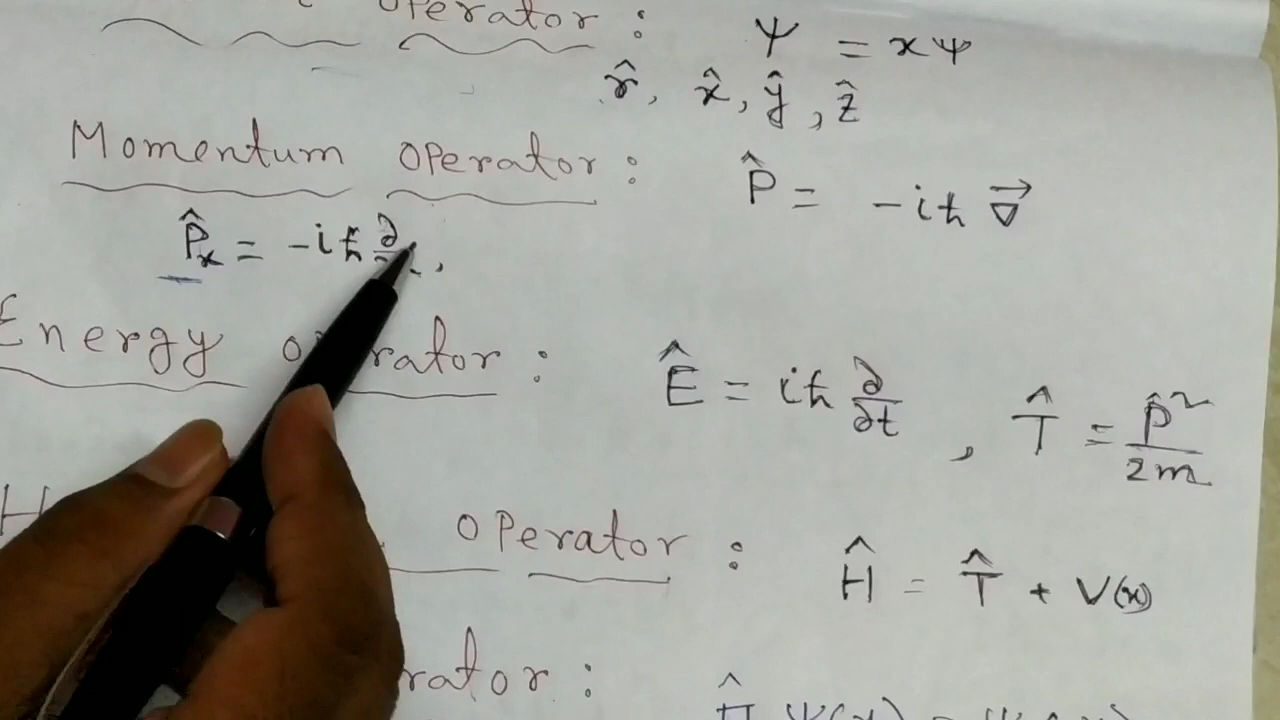 Operator : Ψ = xψ
r̂, x̂, ŷ, ẑ
Momentum Operator : P̂ = -iħ ∇⃗
P̂x = -iħ ∂
Energy operator : Ê = iħ ∂/∂t , T̂ = P̂²/2m
H Operator : Ĥ = T̂ + V(x)
rator :